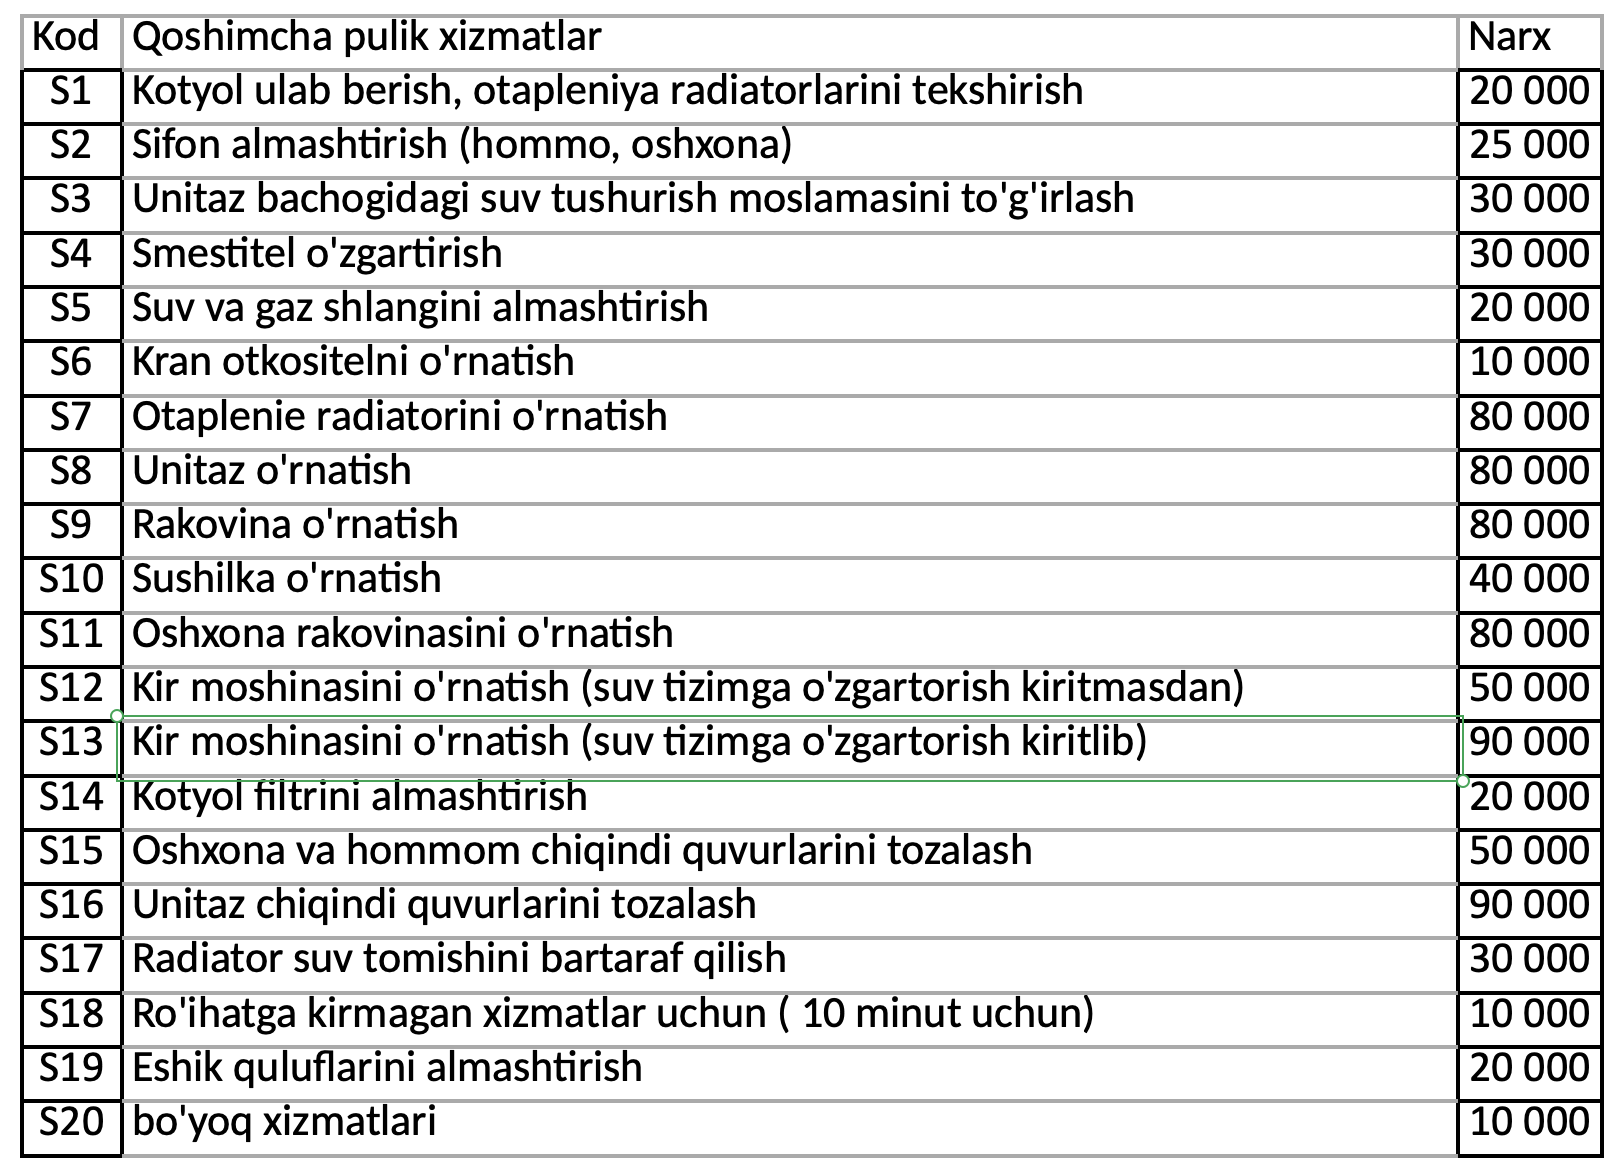 Kod Qoshimcha pulik xizmatlar Narx
S1 Kotyol ulab berish, otapleniya radiatorlarini tekshirish 20 000
S2 Sifon almashtirish (hommo, oshxona) 25 000
S3 Unitaz bachogidagi suv tushurish moslamasini to'g'irlash 30 000
S4 Smestitel o'zgartirish 30 000
S5 Suv va gaz shlangini almashtirish 20 000
S6 Kran otkositelni o'rnatish 10 000
S7 Otaplenie radiatorini o'rnatish 80 000
S8 Unitaz o'rnatish 80 000
S9 Rakovina o'rnatish 80 000
S10 Sushilka o'rnatish 40 000
S11 Oshxona rakovinasini o'rnatish 80 000
S12 Kir moshinasini o'rnatish (suv tizimga o'zgartorish kiritmasdan) 50 000
S13 Kir moshinasini o'rnatish (suv tizimga o'zgartorish kiritlib) 90 000
S14 Kotyol filtrini almashtirish 20 000
S15 Oshxona va hommom chiqindi quvurlarini tozalash 50 000
S16 Unitaz chiqindi quvurlarini tozalash 90 000
S17 Radiator suv tomishini bartaraf qilish 30 000
S18 Ro'ihatga kirmagan xizmatlar uchun ( 10 minut uchun) 10 000
S19 Eshik quluflarini almashtirish 20 000
S20 bo'yoq xizmatlari 10 000